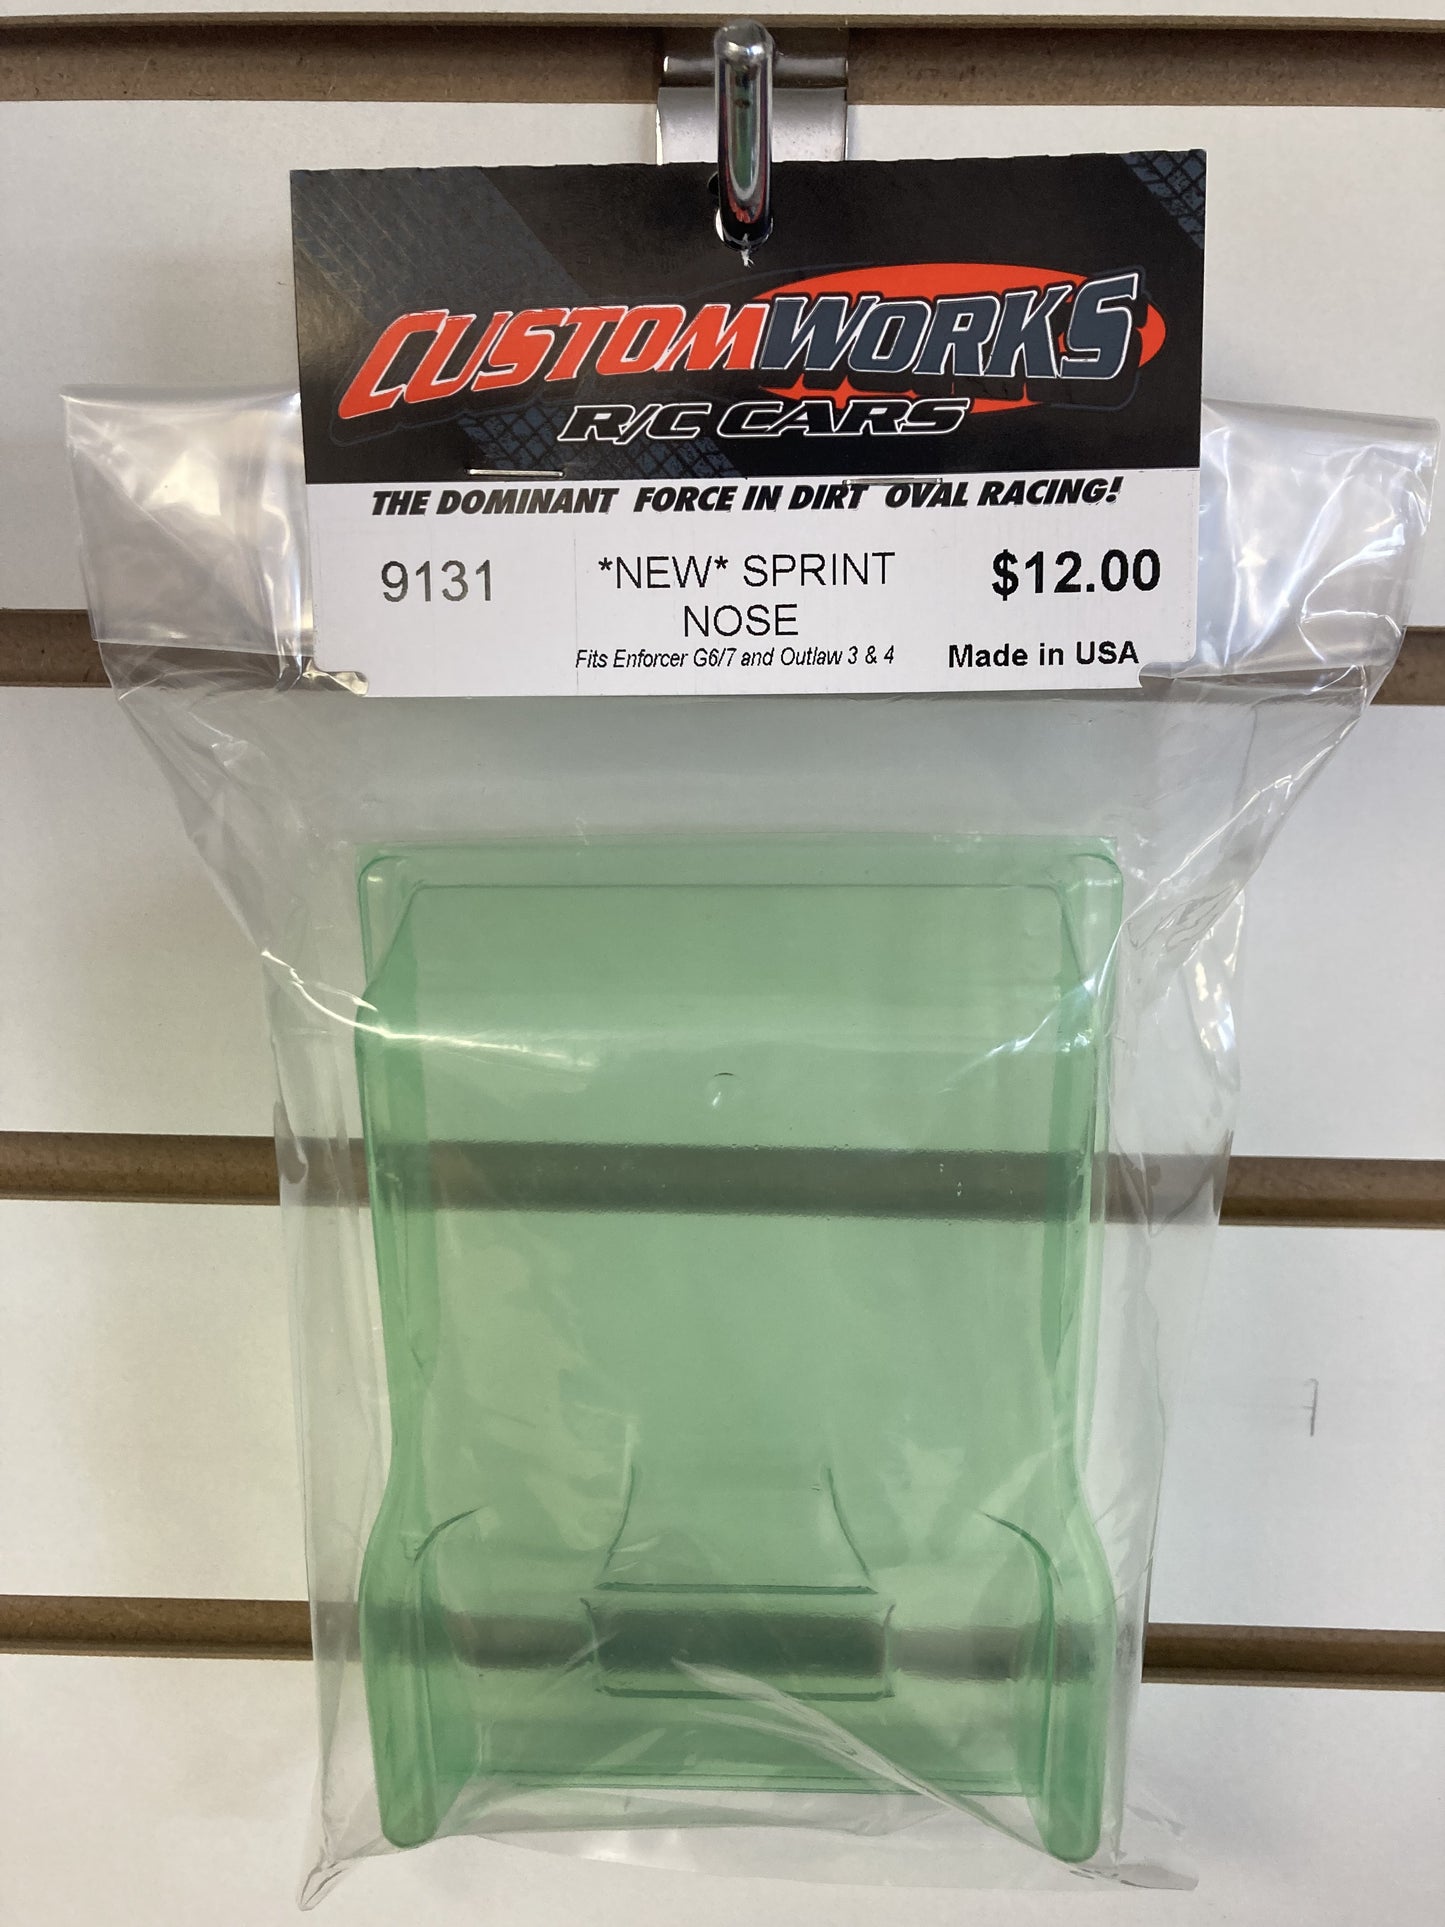 CUSTOMWORKS
R/C CARS
THE DOMINANT FORCE IN DIRT OVAL RACING!
9131
*NEW* SPRINT
NOSE
$12.00
Fits Enforcer G6/7 and Outlaw 3 & 4
Made in USA